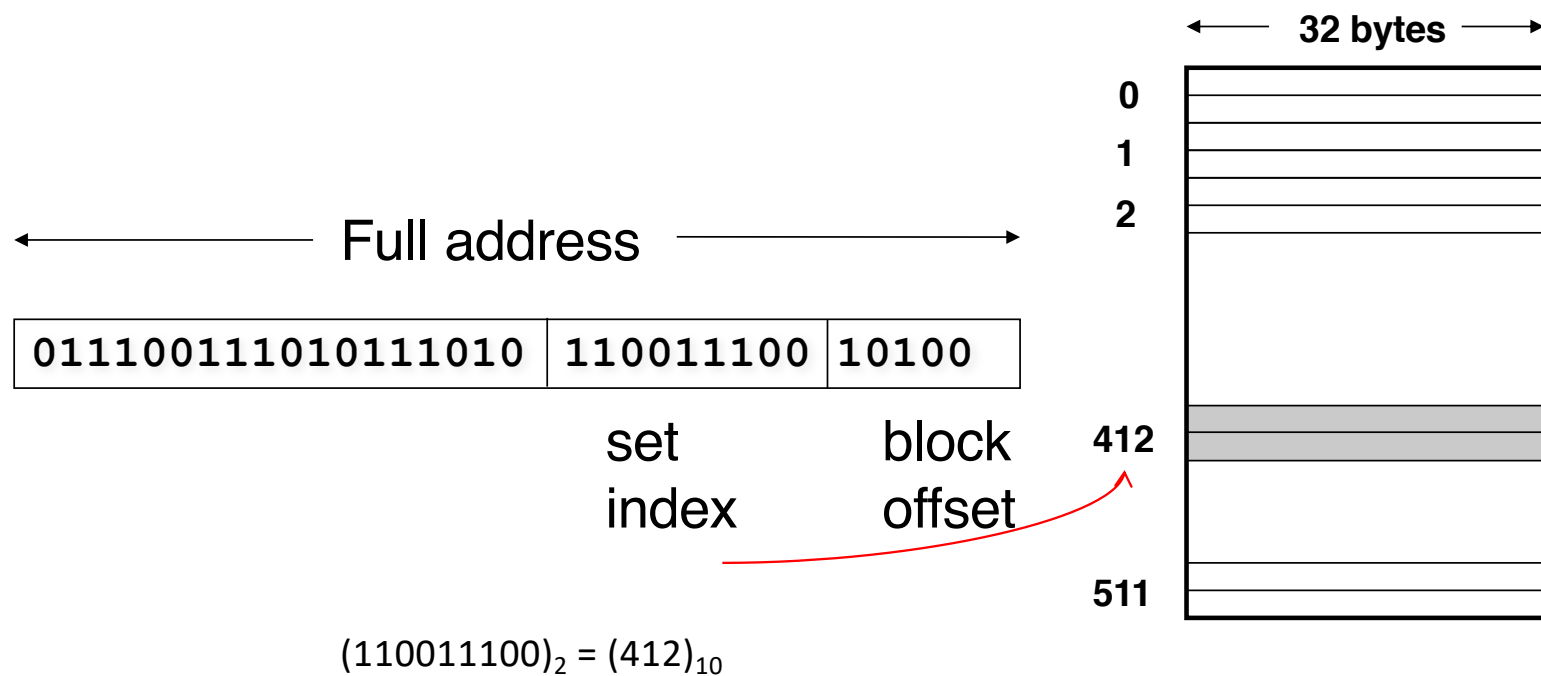 32 bytes
0
1
2
Full address
011100111010111010 110011100 10100
set block
index offset
412
511
(110011100)₂ = (412)₁₀